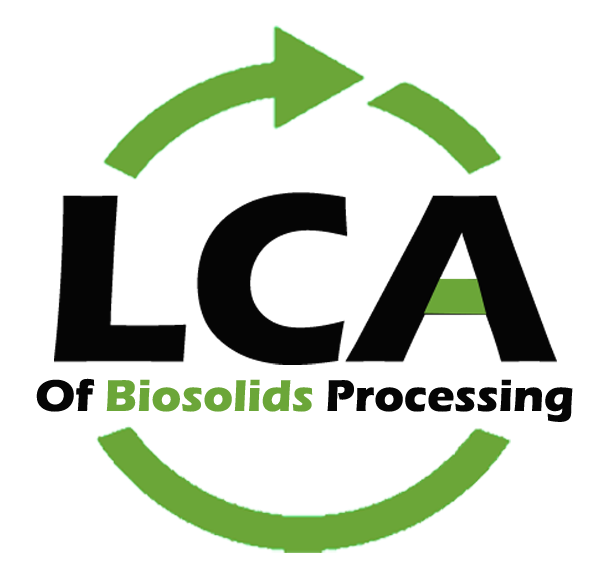 LCA
Of Biosolids Processing